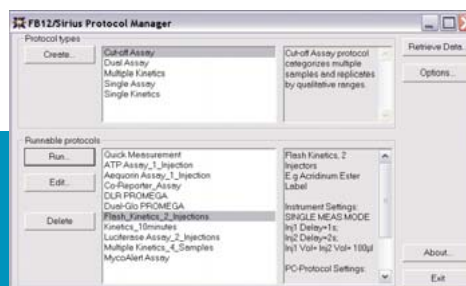 FB12/Sirius Protocol Manager
Protocol types
Create...
Cut-off Assay
Dual Assay
Multiple Kinetics
Single Assay
Single Kinetics
Cut-off Assay protocol
categorizes multiple
samples and replicates
by qualitative ranges.
Retrieve Data...
Options...
Runnable protocols
Run...
Edit...
Delete
Quick Measurement
ATP Assay_1_Injection
Aequorin Assay_1_Injection
Co-Reporter_Assay
DLR PROMEGA
Dual-Glo PROMEGA
Flash_Kinetics_2_Injections
Kinetics_10minutes
Luciferase Assay_2_Injections
Multiple Kinetics_4_Samples
MycoAlert Assay
Flash Kinetics, 2
Injectors
E.g Acridinum Ester
Label
Instrument Settings:
SINGLE MEAS MODE
Inj1 Delay=1s;
Inj2 Delay=2s;
Inj1 Vol= Inj2 Vol= 100µl
PC-Protocol Settings:
About...
Exit